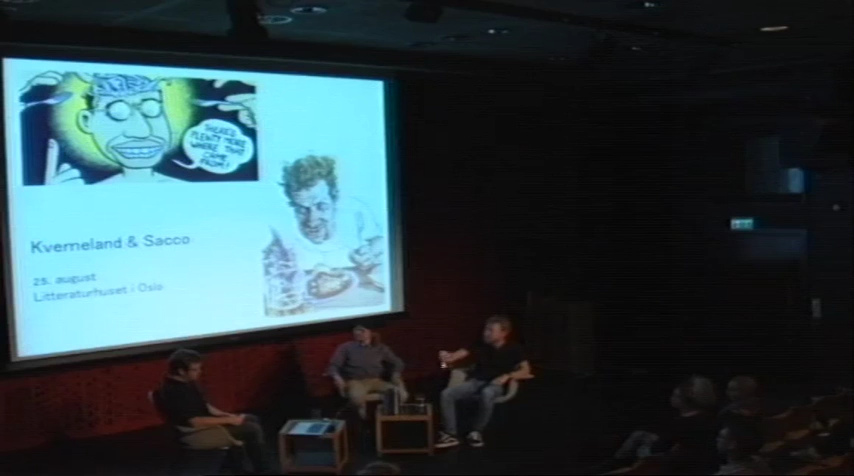 THERE'S
PLENTY MORE
WHERE THAT
CAME
FROM!
Kverneland & Sacco
25. august
Litteraturhuset i Oslo